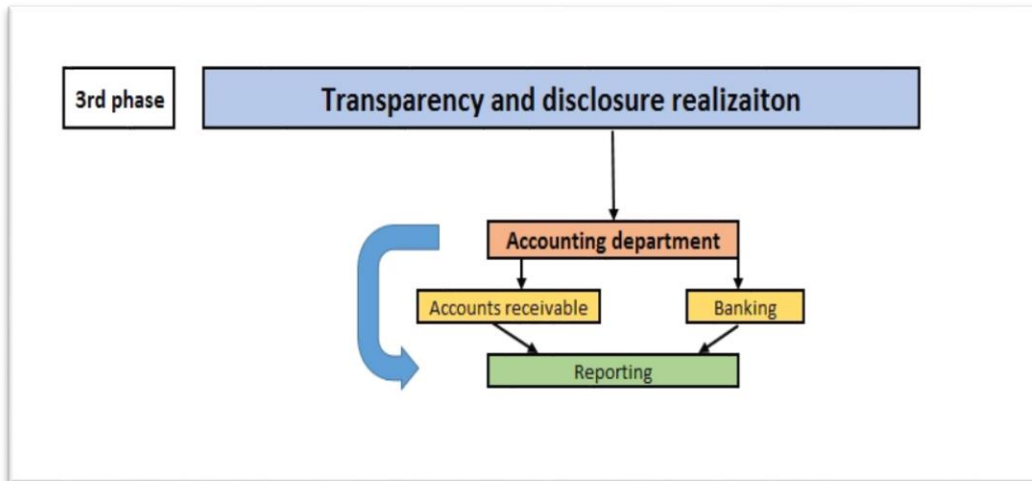 3rd phase
Transparency and disclosure realizaiton
Accounting department
Accounts receivable
Banking
Reporting